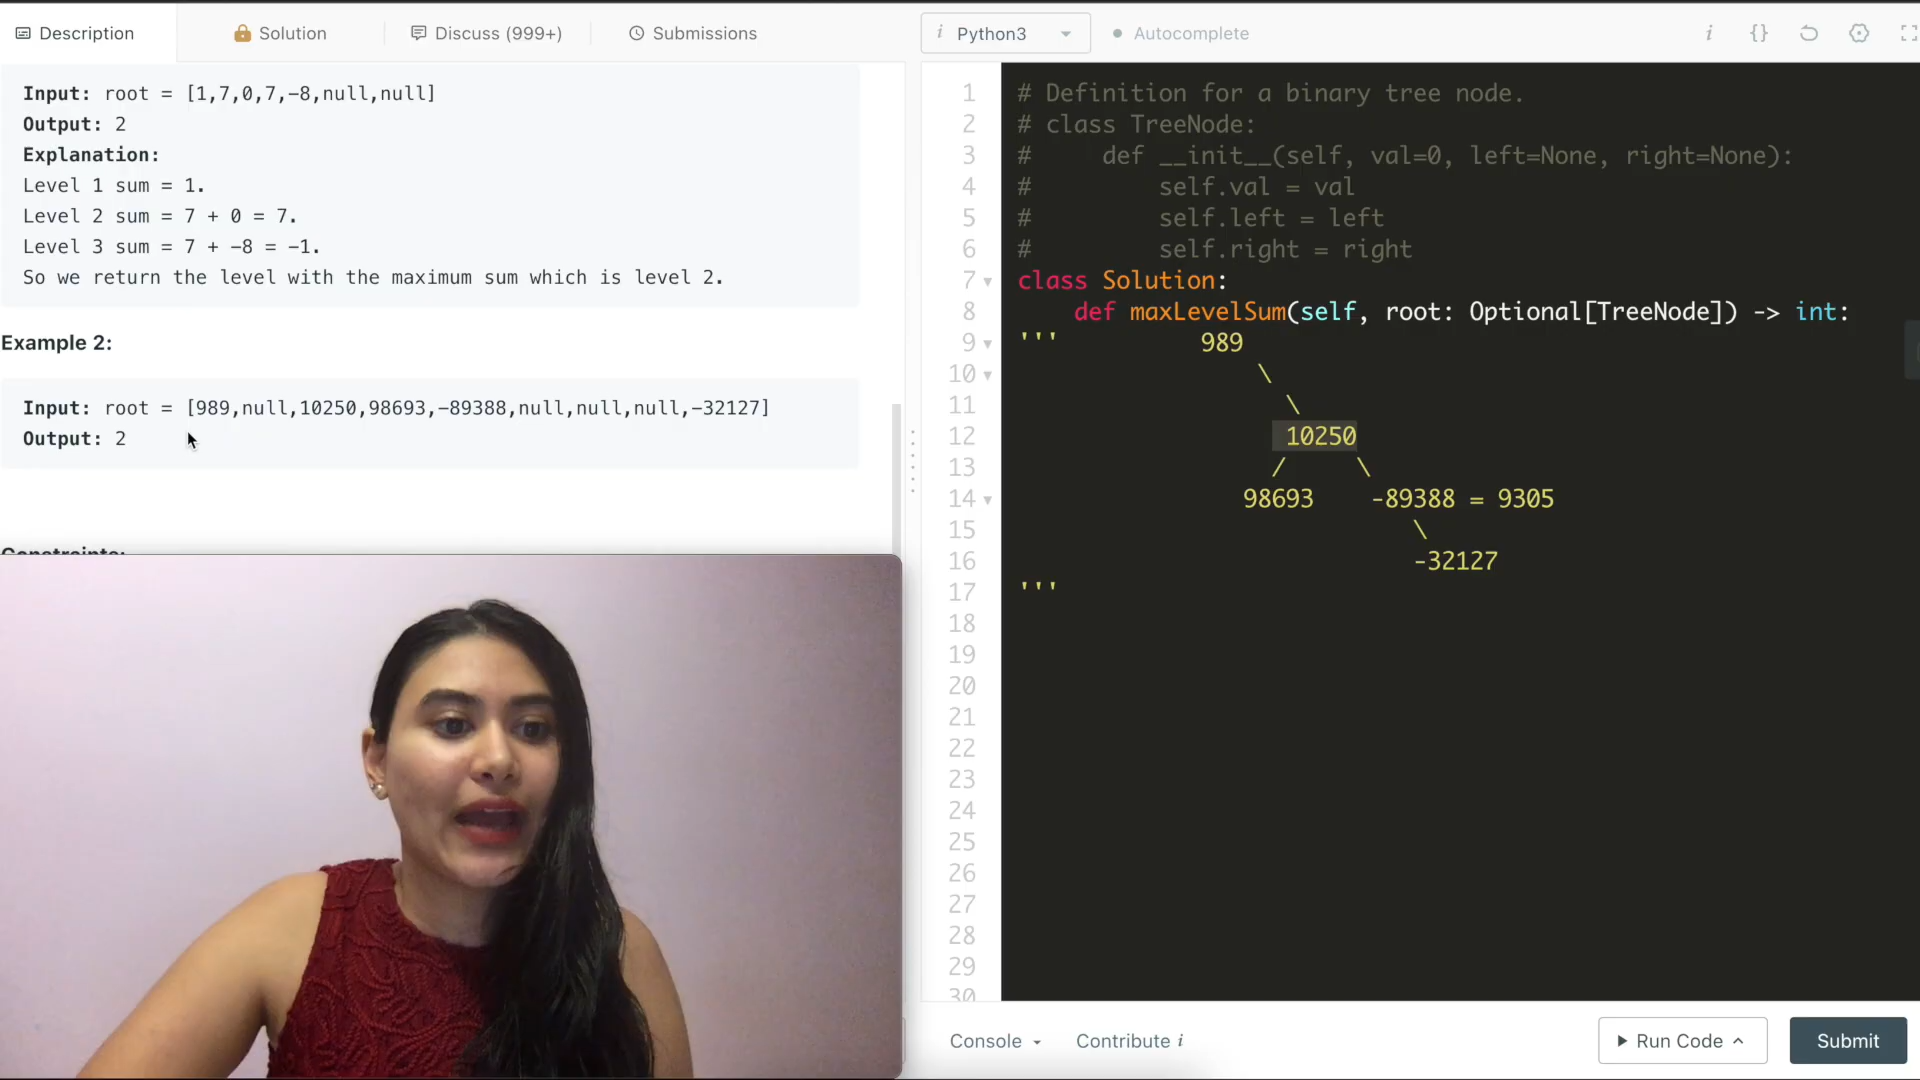 Description
Solution
Discuss (999+)
Submissions
Input: root = [1,7,0,7,-8,null,null]
Output: 2
Explanation:
Level 1 sum = 1.
Level 2 sum = 7 + 0 = 7.
Level 3 sum = 7 + -8 = -1.
So we return the level with the maximum sum which is level 2.
Example 2:
Input: root = [989,null,10250,98693,-89388,null,null,null,-32127]
Output: 2
Constraints:
i Python3
Autocomplete
i {}
1 # Definition for a binary tree node.
2 # class TreeNode:
3 #     def __init__(self, val=0, left=None, right=None):
4 #         self.val = val
5 #         self.left = left
6 #         self.right = right
7 class Solution:
8     def maxLevelSum(self, root: Optional[TreeNode]) -> int:
9 '''          989
10                 \
11                   \
12                  10250
13                  /     \
14               98693    -89388 = 9305
15                           \
16                           -32127
17 '''
18
19
20
21
22
23
24
25
26
27
28
29
30
Console
Contribute i
Run Code
Submit